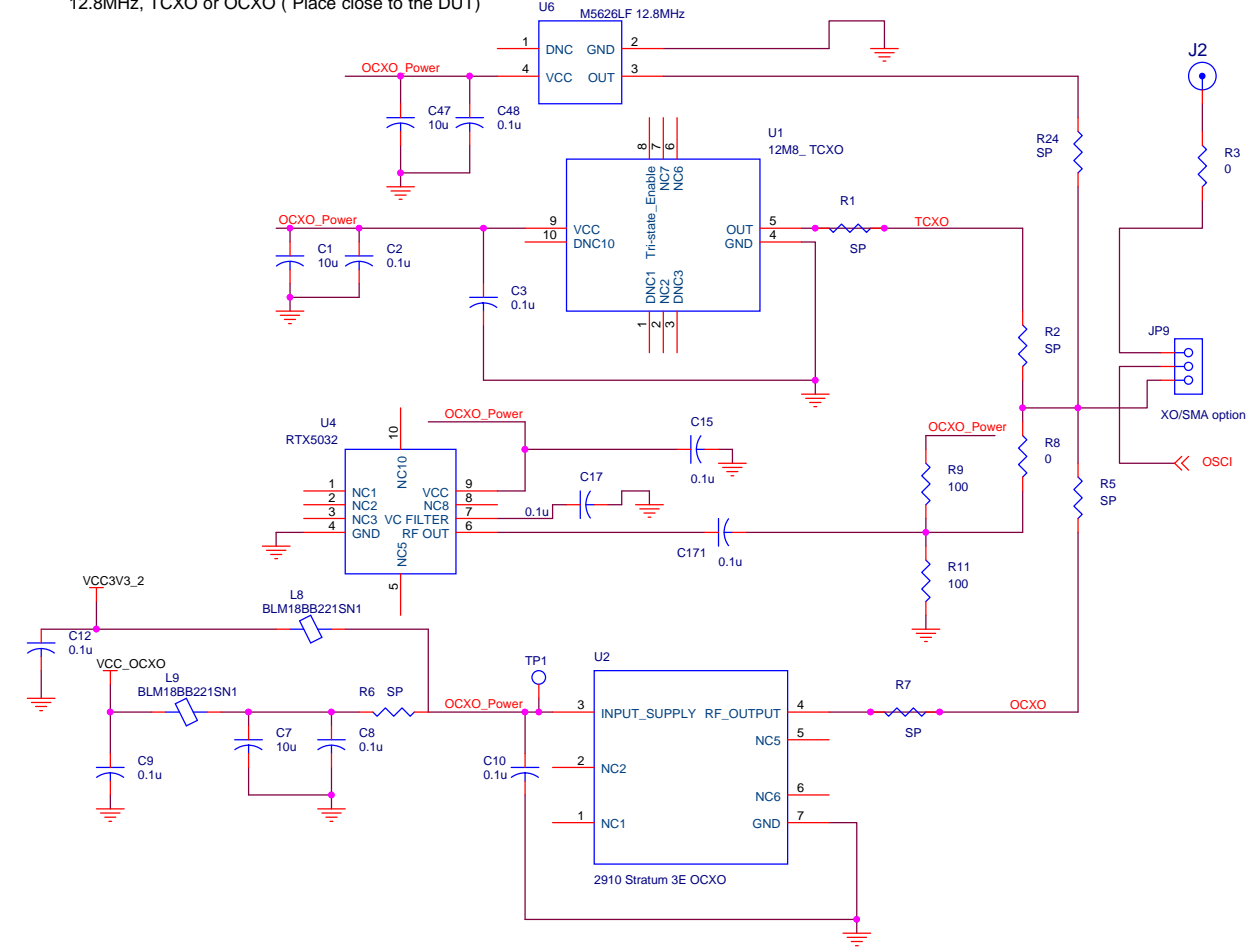 12.8MHz, TCXO or OCXO ( Place close to the DUT)
U6
M5626LF 12.8MHz
1 DNC GND 2
4 VCC OUT 3
OCXO_Power
C47
10u
C48
0.1u
J2
R24
SP
R3
0
U1
12M8_ TCXO
8 7 6
Tri-state_Enable
NC7
NC6
OCXO_Power
9 VCC
10 DNC10
OUT 5
GND 4
DNC1
NC2
DNC3
1 2 3
R1
SP
TCXO
C1
10u
C2
0.1u
C3
0.1u
R2
SP
JP9
XO/SMA option
OSCI
U4
RTX5032
10
NC10
OCXO_Power
1 NC1
2 NC2
3 NC3
4 GND
VCC 9
NC8 8
VC FILTER 7
RF OUT 6
NC5
5
C15
0.1u
C17
0.1u
C171
0.1u
OCXO_Power
R9
100
R11
100
R8
0
R5
SP
VCC3V3_2
L8
BLM18BB221SN1
C12
0.1u
VCC_OCXO
L9
BLM18BB221SN1
R6 SP
OCXO_Power
TP1
C9
0.1u
C7
10u
C8
0.1u
C10
0.1u
U2
3 INPUT_SUPPLY RF_OUTPUT 4
NC5 5
2 NC2
NC6 6
1 NC1
GND 7
2910 Stratum 3E OCXO
R7
SP
OCXO